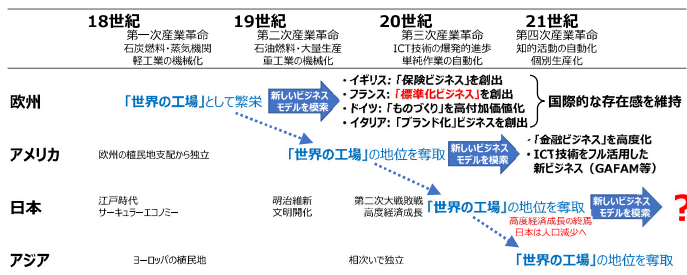 18世紀 19世紀 20世紀 21世紀
第一次産業革命 第二次産業革命 第三次産業革命 第四次産業革命
石炭燃料・蒸気機関 石油燃料・大量生産 ICT技術の爆発的進歩 知的活動の自動化
軽工業の機械化 重工業の機械化 単純作業の自動化 個別生産化
欧州
「世界の工場」として繁栄
新しいビジネス
モデルを模索
・イギリス:「保険ビジネス」を創出
・フランス:「標準化ビジネス」を創出
・ドイツ:「ものづくり」を高付加価値化
・イタリア:「ブランド化」ビジネスを創出
国際的な存在感を維持
アメリカ
欧州の植民地支配から独立
「世界の工場」の地位を奪取
新しいビジネス
モデルを模索
・「金融ビジネス」を高度化
・ICT技術をフル活用した
新ビジネス(GAFAM等)
日本
江戸時代
サーキュラーエコノミー
明治維新
文明開化
第二次大戦敗戦
高度経済成長
「世界の工場」の地位を奪取
高度経済成長の終焉
日本は人口減少へ
新しいビジネス
モデルを模索
?
アジア
ヨーロッパの植民地
相次いで独立
「世界の工場」の地位を奪取